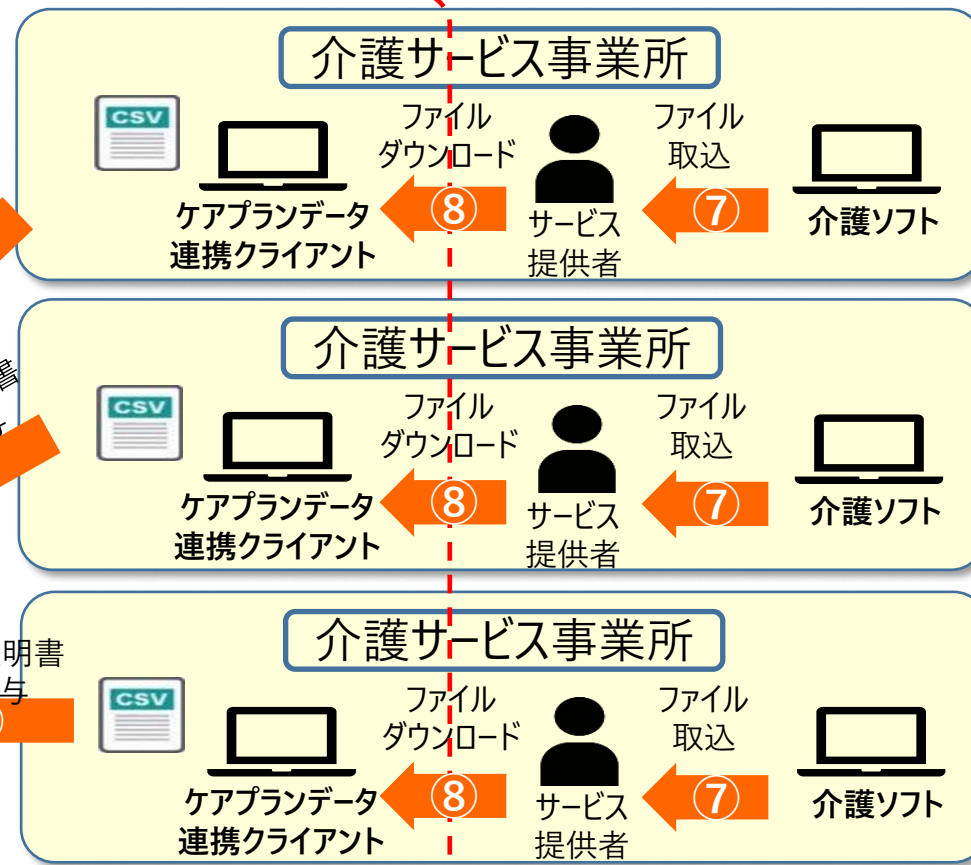 介護サービス事業所
CSV
ファイル
ダウンロード
ファイル
取込
⑧
⑦
ケアプランデータ
連携クライアント
サービス
提供者
介護ソフト
書
介護サービス事業所
CSV
ファイル
ダウンロード
ファイル
取込
⑧
⑦
ケアプランデータ
連携クライアント
サービス
提供者
介護ソフト
明書
与
介護サービス事業所
CSV
ファイル
ダウンロード
ファイル
取込
⑧
⑦
ケアプランデータ
連携クライアント
サービス
提供者
介護ソフト